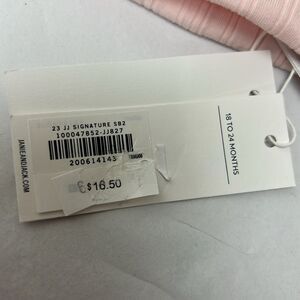 23 JJ SIGNATURE SB2
100047852-JJ827
200614143
$16.50
JANIEANDJACK.COM
18 TO 24 MONTHS